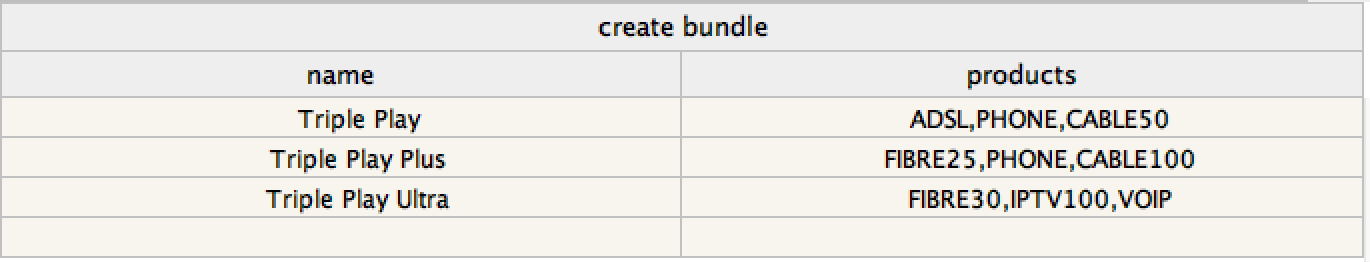 create bundle
name products
Triple Play ADSL,PHONE,CABLE50
Triple Play Plus FIBRE25,PHONE,CABLE100
Triple Play Ultra FIBRE30,IPTV100,VOIP